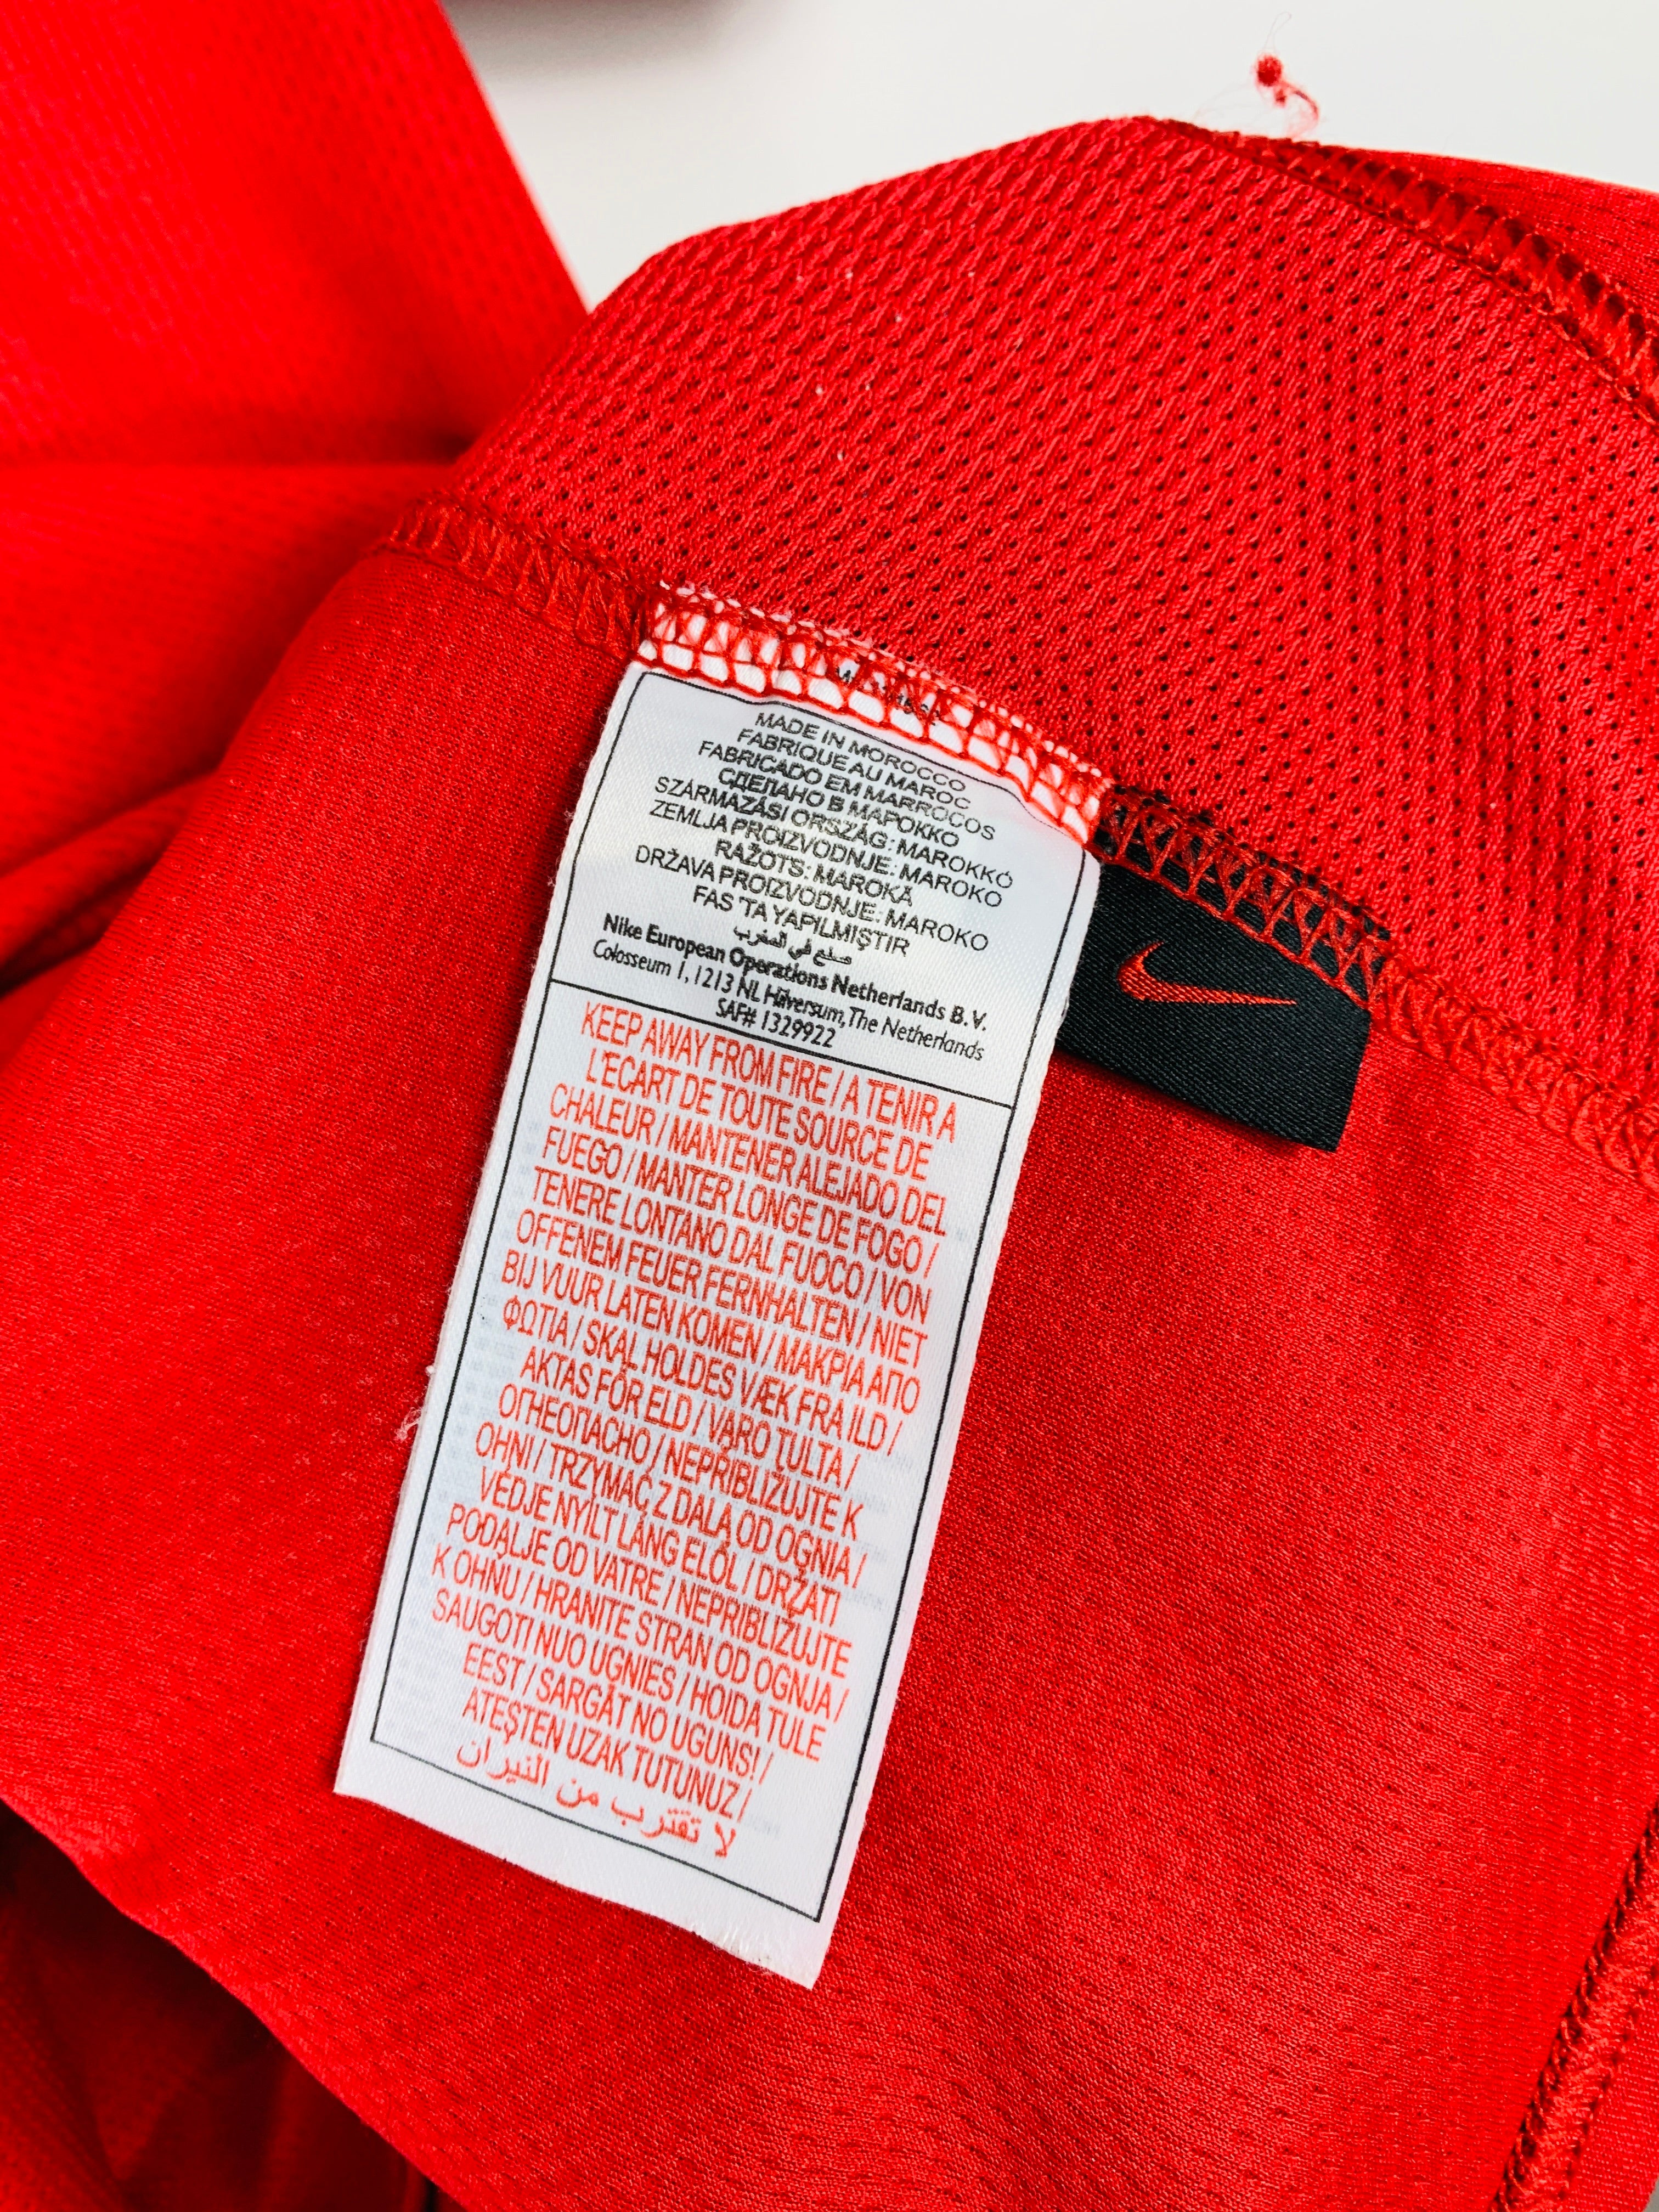 MADE IN MOROCCO
FABRIQUE AU MAROC
FABRICADO EM MARROCOS
СДЕЛАНО В МАРОККО
SZÁRMAZÁSI ORSZÁG: MAROKKÓ
ZEMLJA PROIZVODNJE: MAROKO
RAŽOTS: MAROKĀ
DRŽAVA PROIZVODNJE: MAROKO
FAS 'TA YAPILMIŞTIR
صنع في المغرب
Nike European Operations Netherlands B.V.
Colosseum 1, 1213 NL Hilversum, The Netherlands
SAF# 1329922
KEEP AWAY FROM FIRE / A TENIR A
L'ECART DE TOUTE SOURCE DE
CHALEUR / MANTENER ALEJADO DEL
FUEGO / MANTER LONGE DE FOGO /
TENERE LONTANO DAL FUOCO / VON
OFFENEM FEUER FERNHALTEN / NIET
BIJ VUUR LATEN KOMEN / ΜΑΚΡΙΑ ΑΠΟ
ΦΩΤΙΑ / SKAL HOLDES VÆK FRA ILD /
AKTAS FÖR ELD / VARO TULTA /
ОГНЕОПАСНО / NEPŘIBLIŽUJTE K
OHNI / TRZYMAĆ Z DALA OD OGNIA /
VÉDJE NYÍLT LÁNG ELŐL / DRŽATI
PODALJE OD VATRE / NEPRIBLIŽUJTE
K OHŇU / HRANITE STRAN OD OGNJA /
SAUGOTI NUO UGNIES / HOIDA TULE
EEST / SARGĀT NO UGUNS! /
ATEŞTEN UZAK TUTUNUZ /
لا تقترب من النيران